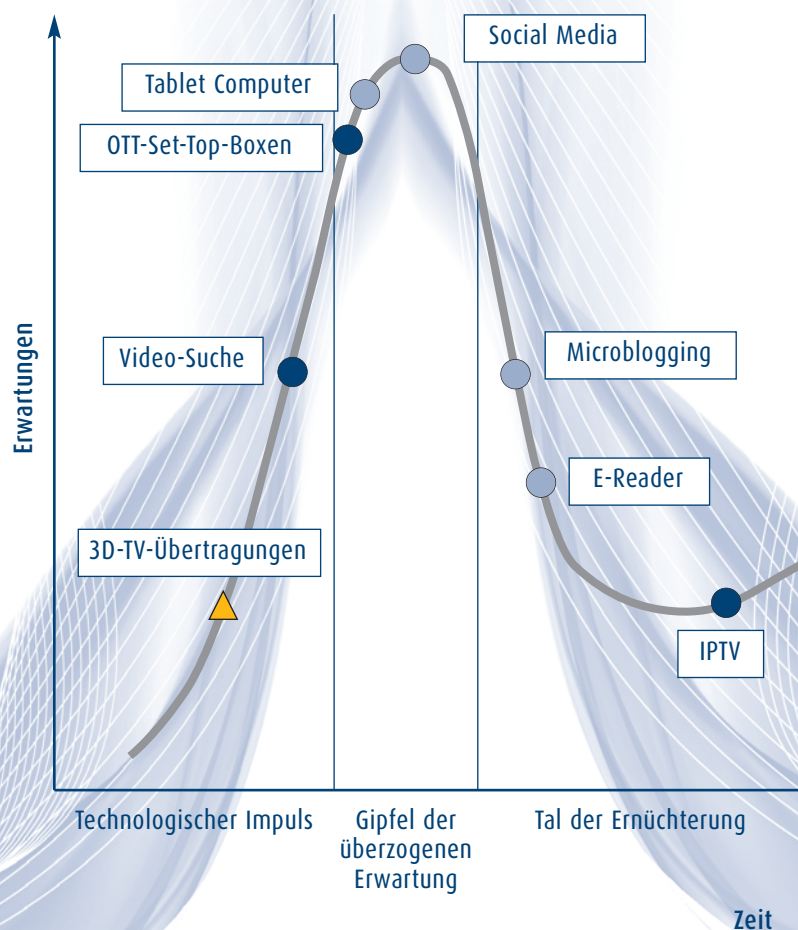 Social Media
Tablet Computer
OTT-Set-Top-Boxen
Erwartungen
Video-Suche
Microblogging
E-Reader
3D-TV-Übertragungen
IPTV
Technologischer Impuls
Gipfel der
überzogenen
Erwartung
Tal der Ernüchterung
Zeit